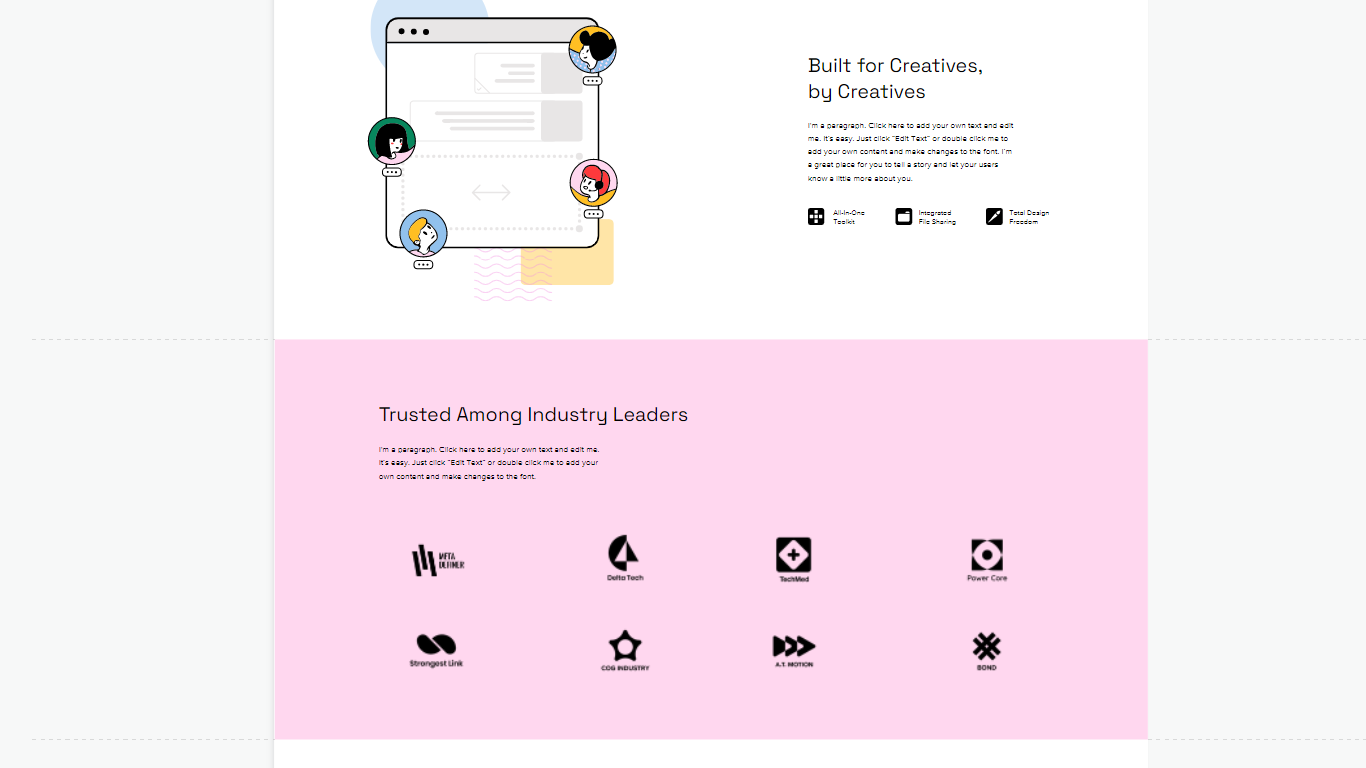 Built for Creatives,
by Creatives
I'm a paragraph. Click here to add your own text and edit
me. It's easy. Just click "Edit Text" or double click me to
add your own content and make changes to the font. I'm
a great place for you to tell a story and let your users
know a little more about you.
All-In-One
Toolkit
Integrated
File Sharing
Total Design
Freedom
Trusted Among Industry Leaders
I'm a paragraph. Click here to add your own text and edit me.
It's easy. Just click "Edit Text" or double click me to add your
own content and make changes to the font.
META
DEFINER
Delta Tech
TechMed
Power Core
Strongest Link
COG INDUSTRY
A.T. MOTION
BOND